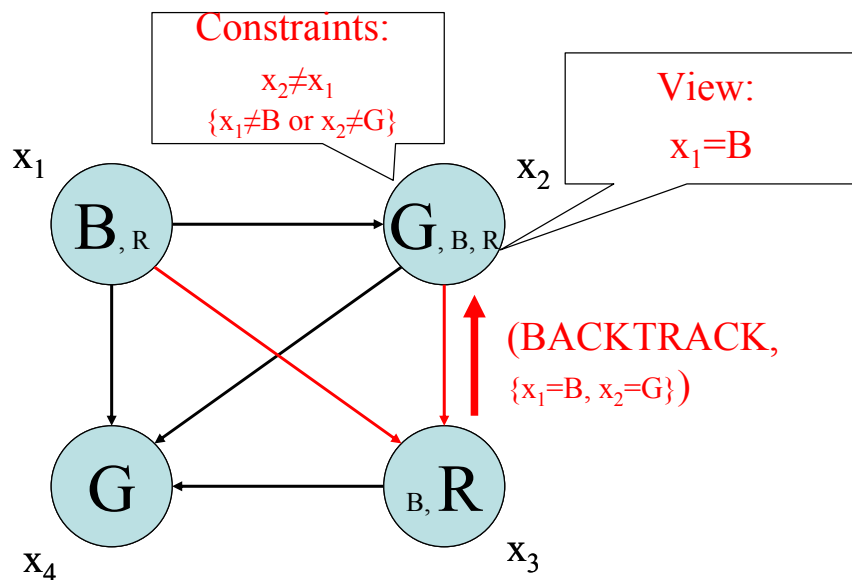 Constraints:
x₂≠x₁
{x₁≠B or x₂≠G}
View:
x₁=B
x₁
x₂
B, R
G, B, R
(BACKTRACK,
{x₁=B, x₂=G})
G
B, R
x₄
x₃